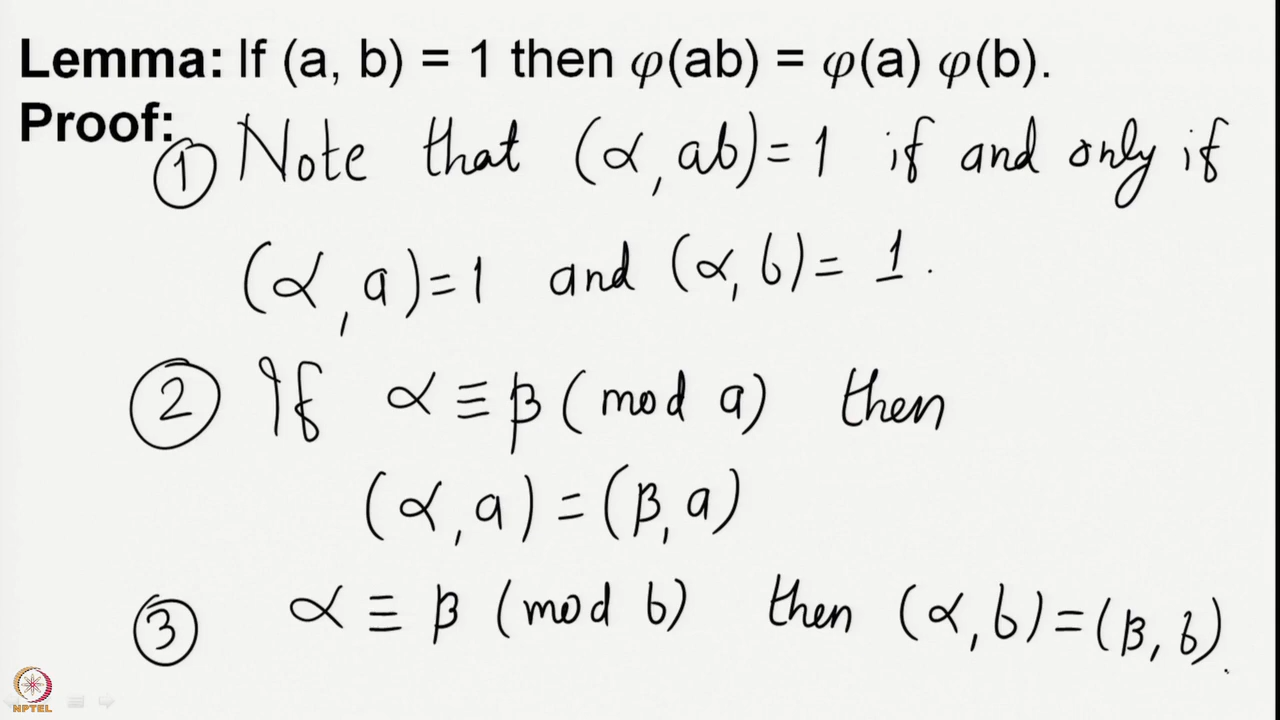 Lemma: If (a, b) = 1 then φ(ab) = φ(a) φ(b).
Proof:
① Note that (α, ab) = 1 if and only if
(α, a) = 1 and (α, b) = 1.
② If α ≡ β (mod a) then
(α, a) = (β, a)
③ α ≡ β (mod b) then (α, b) = (β, b).
NPTEL